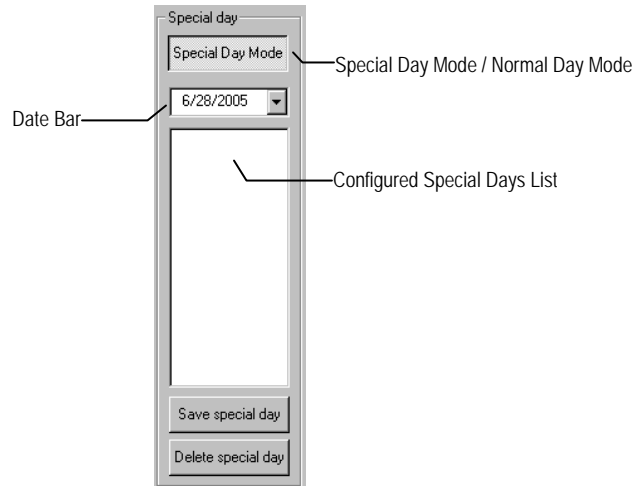 Special day
Special Day Mode
Special Day Mode / Normal Day Mode
6/28/2005
Date Bar
Configured Special Days List
Save special day
Delete special day